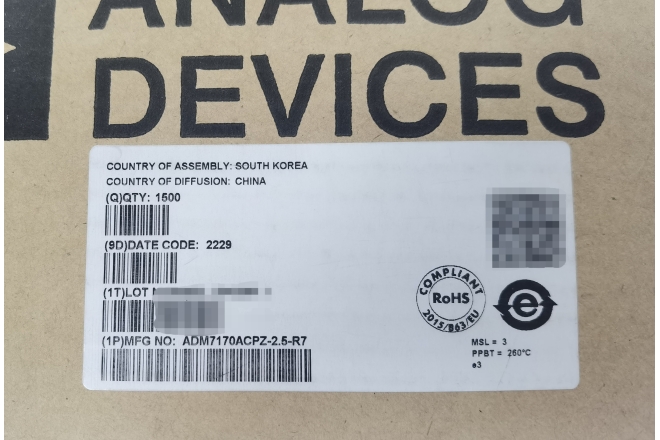 ANALOG
DEVICES
COUNTRY OF ASSEMBLY: SOUTH KOREA
COUNTRY OF DIFFUSION: CHINA
(Q)QTY: 1500
(9D)DATE CODE: 2229
(1T)LOT
COMPLIANT
RoHS
2015/863/EU
e
(1P)MFG NO: ADM7170ACPZ-2.5-R7
MSL = 3
PPBT = 260°C
e3